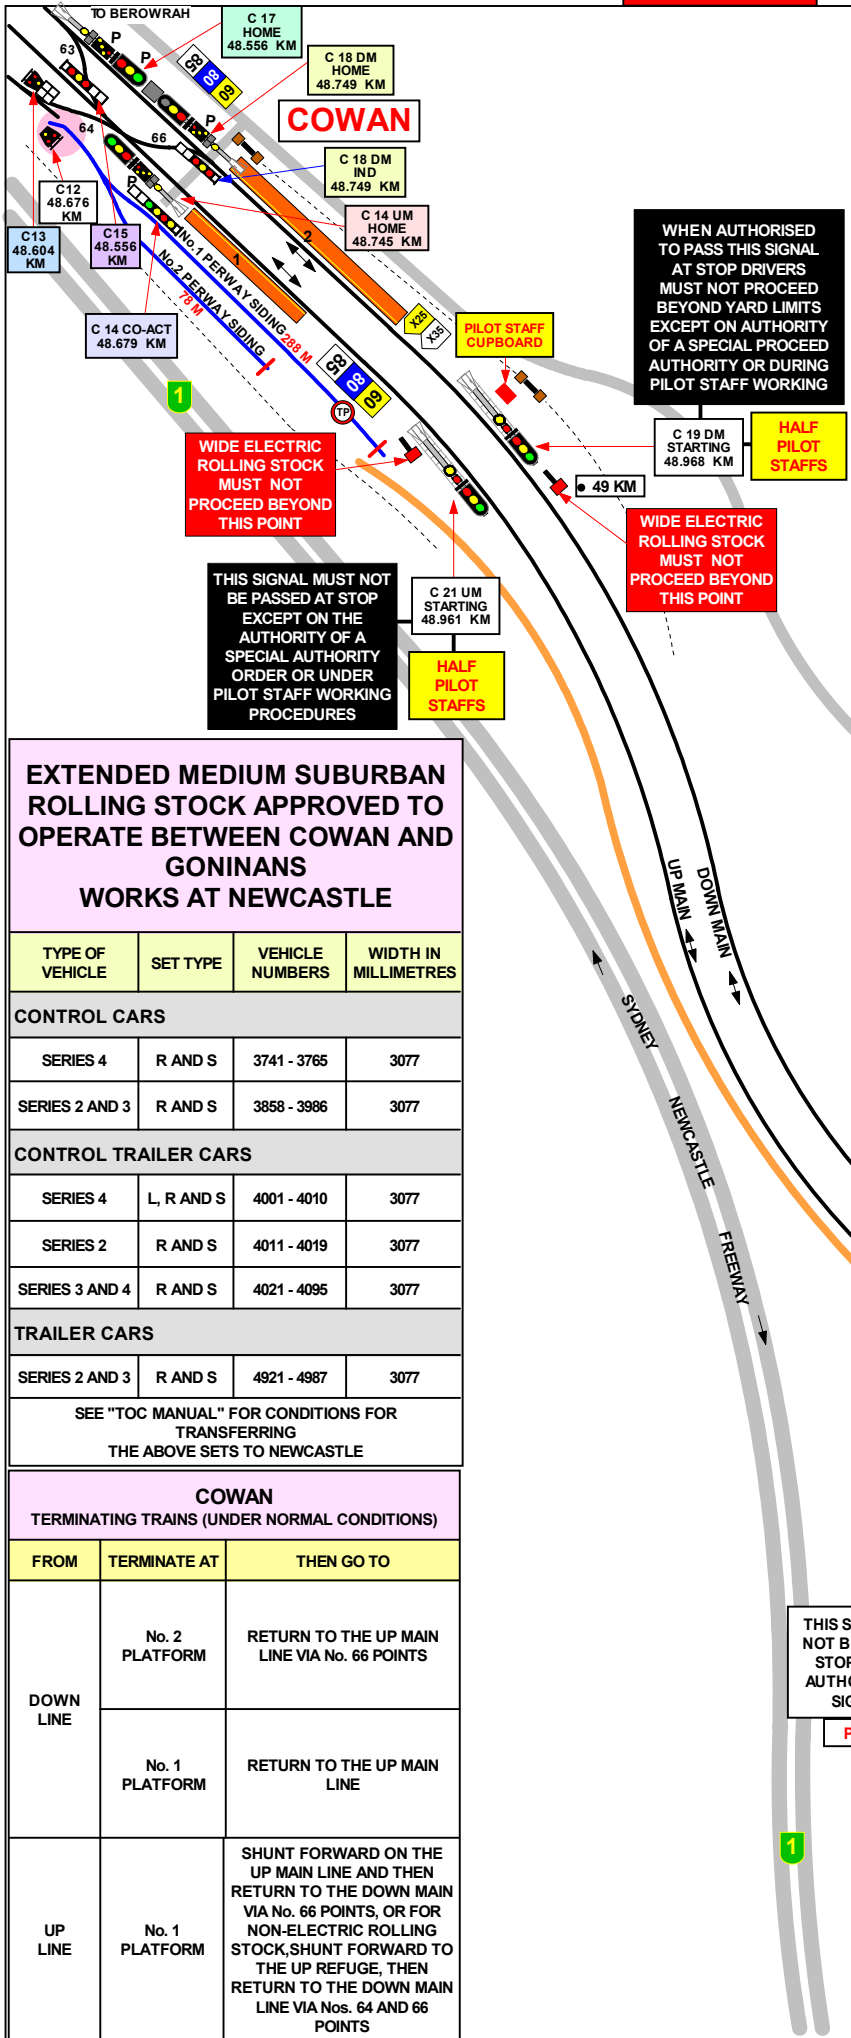 TO BEROWRAH
C 17
HOME
48.556 KM
63
P
P
85
80
60
C 18 DM
HOME
48.749 KM
COWAN
P
64
66
C 18 DM
IND
48.749 KM
C12
48.676
KM
P
C 14 UM
HOME
48.745 KM
C13
48.604
KM
C15
48.556
KM
1
2
No.1 PERWAY SIDING 288 M
No.2 PERWAY SIDING
78 M
C 14 CO-ACT
48.679 KM
WHEN AUTHORISED
TO PASS THIS SIGNAL
AT STOP DRIVERS
MUST NOT PROCEED
BEYOND YARD LIMITS
EXCEPT ON AUTHORITY
OF A SPECIAL PROCEED
AUTHORITY OR DURING
PILOT STAFF WORKING
X25
X35
PILOT STAFF
CUPBOARD
85
80
60
1
TP
C 19 DM
STARTING
48.968 KM
HALF
PILOT
STAFFS
WIDE ELECTRIC
ROLLING STOCK
MUST NOT
PROCEED BEYOND
THIS POINT
49 KM
WIDE ELECTRIC
ROLLING STOCK
MUST NOT
PROCEED BEYOND
THIS POINT
THIS SIGNAL MUST NOT
BE PASSED AT STOP
EXCEPT ON THE
AUTHORITY OF A
SPECIAL AUTHORITY
ORDER OR UNDER
PILOT STAFF WORKING
PROCEDURES
C 21 UM
STARTING
48.961 KM
HALF
PILOT
STAFFS
UP MAIN
DOWN MAIN
SYDNEY
NEWCASTLE
FREEWAY
EXTENDED MEDIUM SUBURBAN
ROLLING STOCK APPROVED TO
OPERATE BETWEEN COWAN AND
GONINANS
WORKS AT NEWCASTLE
TYPE OF
VEHICLE
SET TYPE
VEHICLE
NUMBERS
WIDTH IN
MILLIMETRES
CONTROL CARS
SERIES 4 R AND S 3741 - 3765 3077
SERIES 2 AND 3 R AND S 3858 - 3986 3077
CONTROL TRAILER CARS
SERIES 4 L, R AND S 4001 - 4010 3077
SERIES 2 R AND S 4011 - 4019 3077
SERIES 3 AND 4 R AND S 4021 - 4095 3077
TRAILER CARS
SERIES 2 AND 3 R AND S 4921 - 4987 3077
SEE "TOC MANUAL" FOR CONDITIONS FOR
TRANSFERRING
THE ABOVE SETS TO NEWCASTLE
COWAN
TERMINATING TRAINS (UNDER NORMAL CONDITIONS)
FROM TERMINATE AT THEN GO TO
DOWN
LINE
No. 2
PLATFORM
RETURN TO THE UP MAIN
LINE VIA No. 66 POINTS
No. 1
PLATFORM
RETURN TO THE UP MAIN
LINE
UP
LINE
No. 1
PLATFORM
SHUNT FORWARD ON THE
UP MAIN LINE AND THEN
RETURN TO THE DOWN MAIN
VIA No. 66 POINTS, OR FOR
NON-ELECTRIC ROLLING
STOCK,SHUNT FORWARD TO
THE UP REFUGE, THEN
RETURN TO THE DOWN MAIN
LINE VIA Nos. 64 AND 66
POINTS
THIS S
NOT B
STOP
AUTHO
SIG
P
1